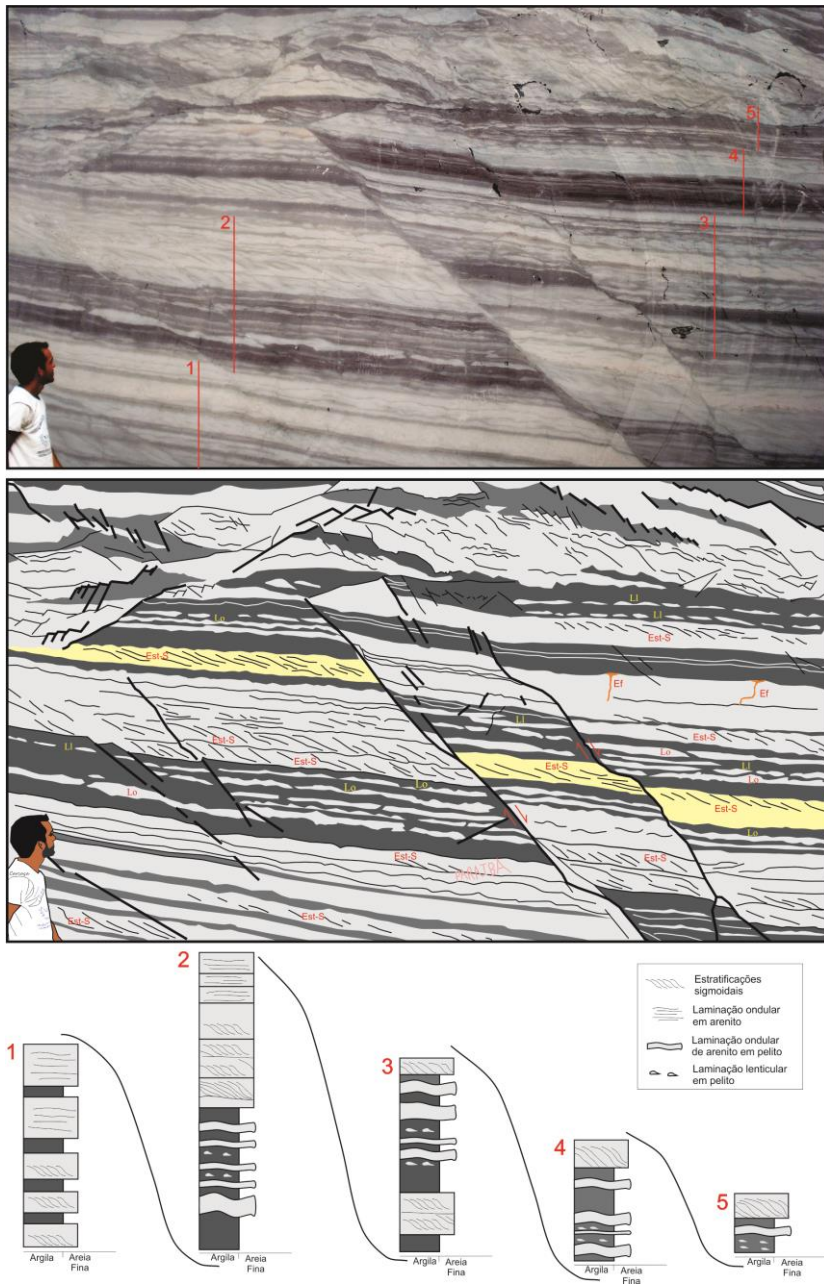 5
4
2
3
1
Ll
Lo
Ll
Est-S
Est-S
Ef
Ef
Ll
Est-S
Est-S
Lo
Ll
Est-S
Est-S
Ll
Lo
Lo
Lo
Lo
Est-S
Lo
Est-S
Est-S
Est-S
Est-S
2
Estratificações
sigmoidais
Laminação ondular
em arenito
1
Laminação ondular
de arenito em pelito
3
Laminação lenticular
em pelito
4
5
Argila Areia
Fina
Argila Areia
Fina
Argila Areia
Fina
Argila Areia
Fina
Argila Areia
Fina